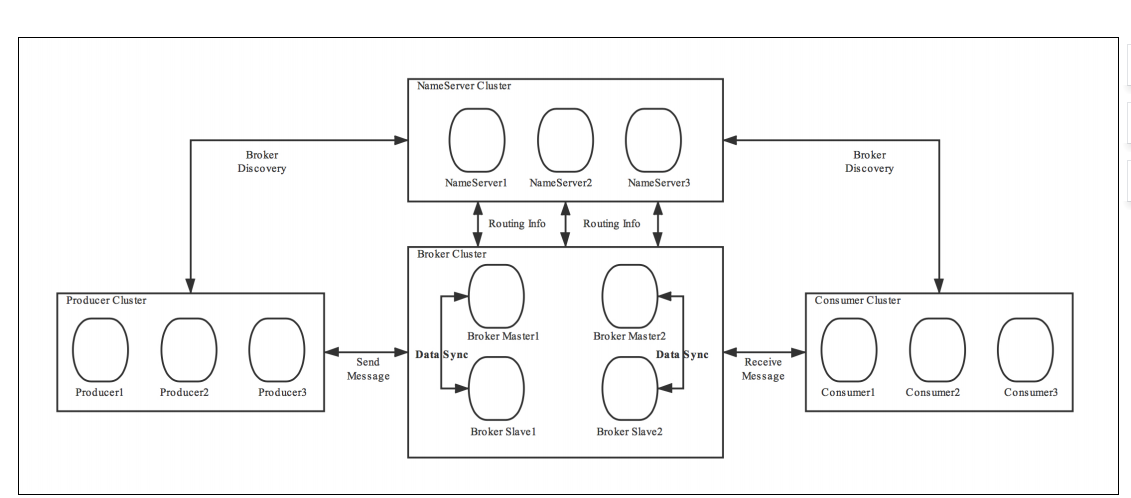 NameServer Cluster
NameServer1
NameServer2
NameServer3
Broker
Discovery
Broker
Discovery
Routing Info
Routing Info
Broker Cluster
Broker Master1
Broker Master2
Data Sync
Data Sync
Broker Slave1
Broker Slave2
Producer Cluster
Producer1
Producer2
Producer3
Send
Message
Receive
Message
Consumer Cluster
Consumer1
Consumer2
Consumer3